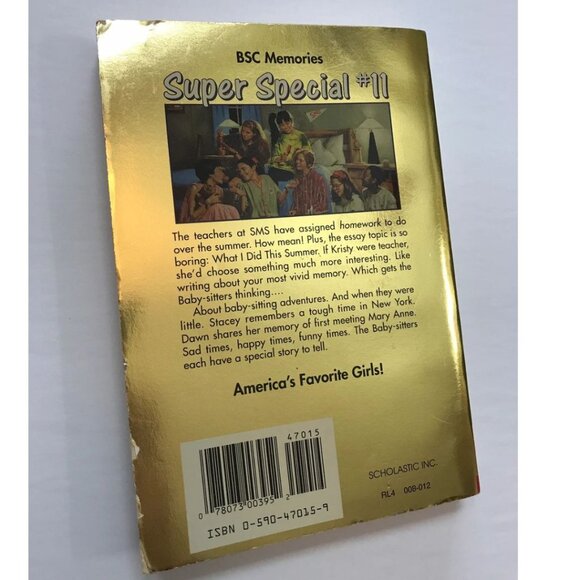 BSC Memories
Super Special #11
The teachers at SMS have assigned homework to do
over the summer. How mean! Plus, the essay topic is so
boring: What I Did This Summer. If Kristy were teacher,
she'd choose something much more interesting. Like
writing about your most vivid memory. Which gets the
Baby-sitters thinking....
About baby-sitting adventures. And when they were
little. Stacey remembers a tough time in New York.
Dawn shares her memory of first meeting Mary Anne.
Sad times, happy times, funny times. The Baby-sitters
each have a special story to tell.
America's Favorite Girls!
47015
0 78073 00395 2
ISBN 0-590-47015-9
SCHOLASTIC INC.
RL4 009-012